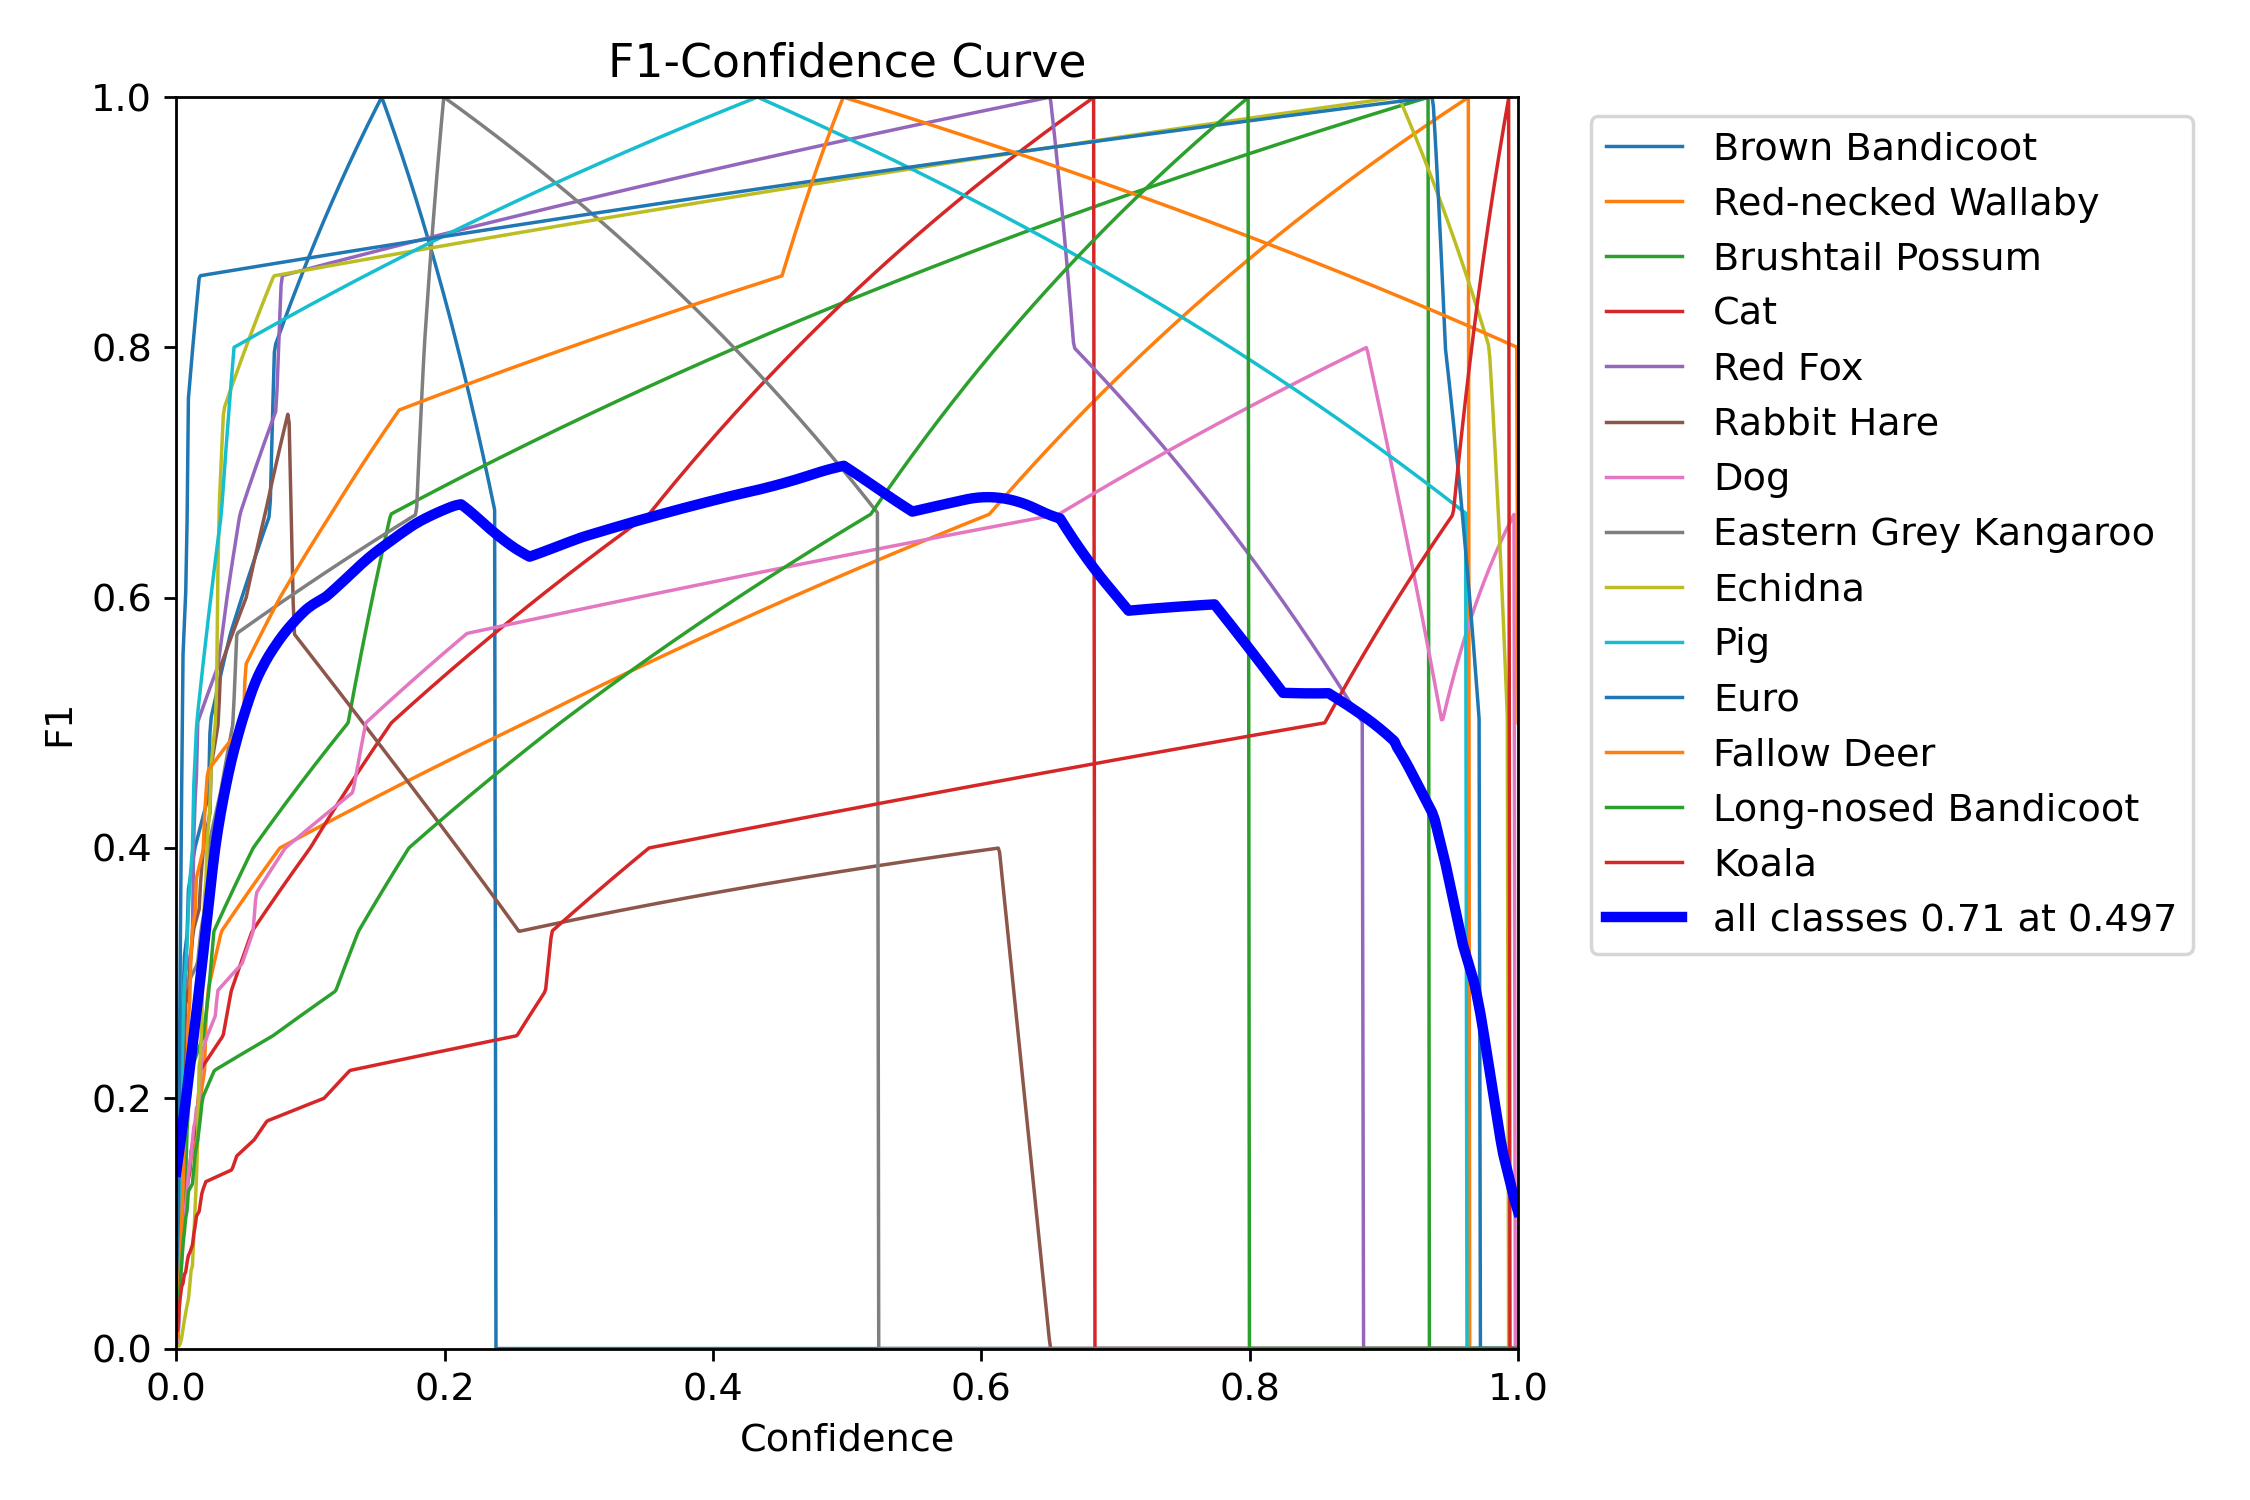 F1-Confidence Curve
1.0
0.8
0.6
0.4
0.2
0.0
F1
0.0 0.2 0.4 0.6 0.8 1.0
Confidence
Brown Bandicoot
Red-necked Wallaby
Brushtail Possum
Cat
Red Fox
Rabbit Hare
Dog
Eastern Grey Kangaroo
Echidna
Pig
Euro
Fallow Deer
Long-nosed Bandicoot
Koala
all classes 0.71 at 0.497